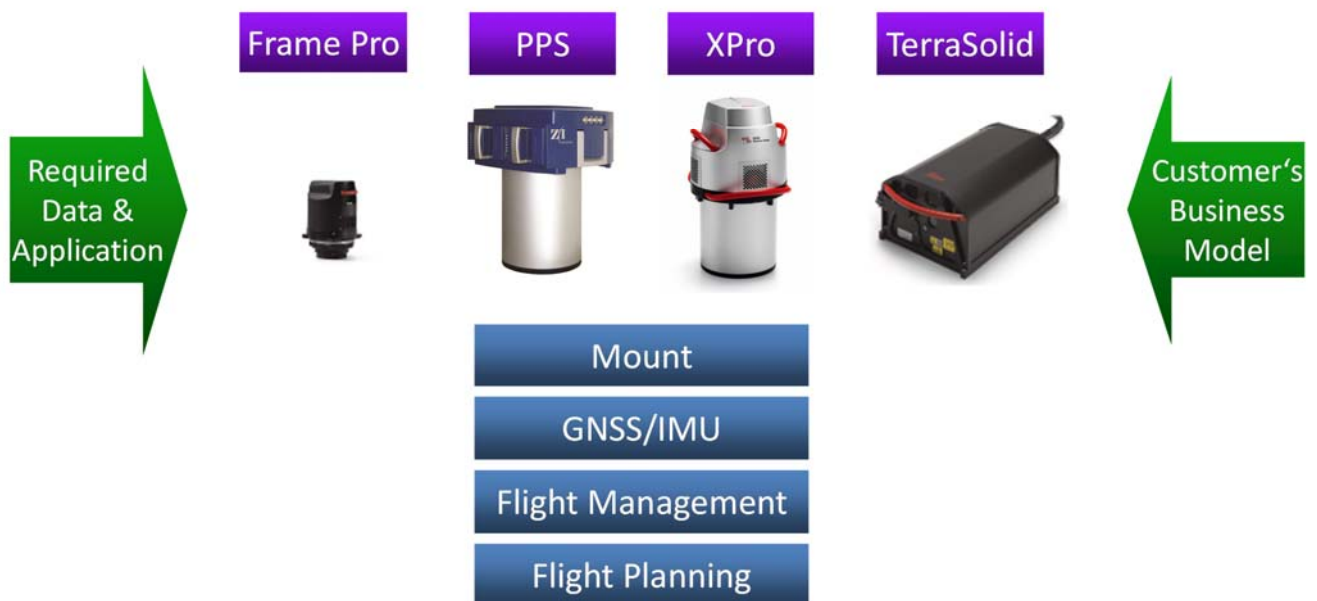 Frame Pro
PPS
XPro
TerraSolid
Required
Data &
Application
Z/I
Customer‘s
Business
Model
Mount
GNSS/IMU
Flight Management
Flight Planning